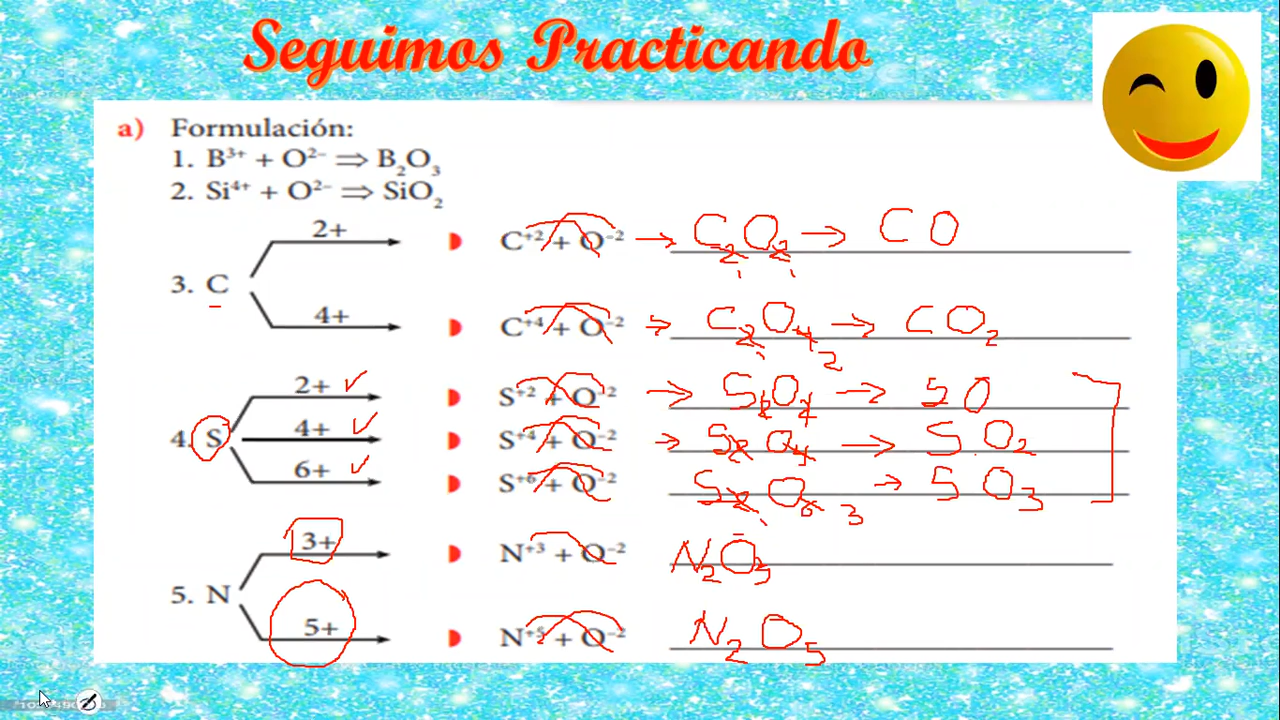 Seguimos Practicando
a) Formulación:
1. B³⁺ + O²⁻ ⇒ B₂O₃
2. Si⁴⁺ + O²⁻ ⇒ SiO₂
2+ C⁺² + O⁻² → C₂O₂ → CO
3. C
4+ C⁺⁴ + O⁻² → C₂O₄ 2 → CO₂
2+ ✓ S⁺² + O⁻² → S₂O₂ → SO
4. S 4+ ✓ S⁺⁴ + O⁻² → S₂O₄ → SO₂
6+ ✓ S⁺⁶ + O⁻² → S₂O₆ 3 → SO₃
3+ N⁺³ + O⁻² N₂O₃
5. N
5+ N⁺⁵ + O⁻² N₂O₅